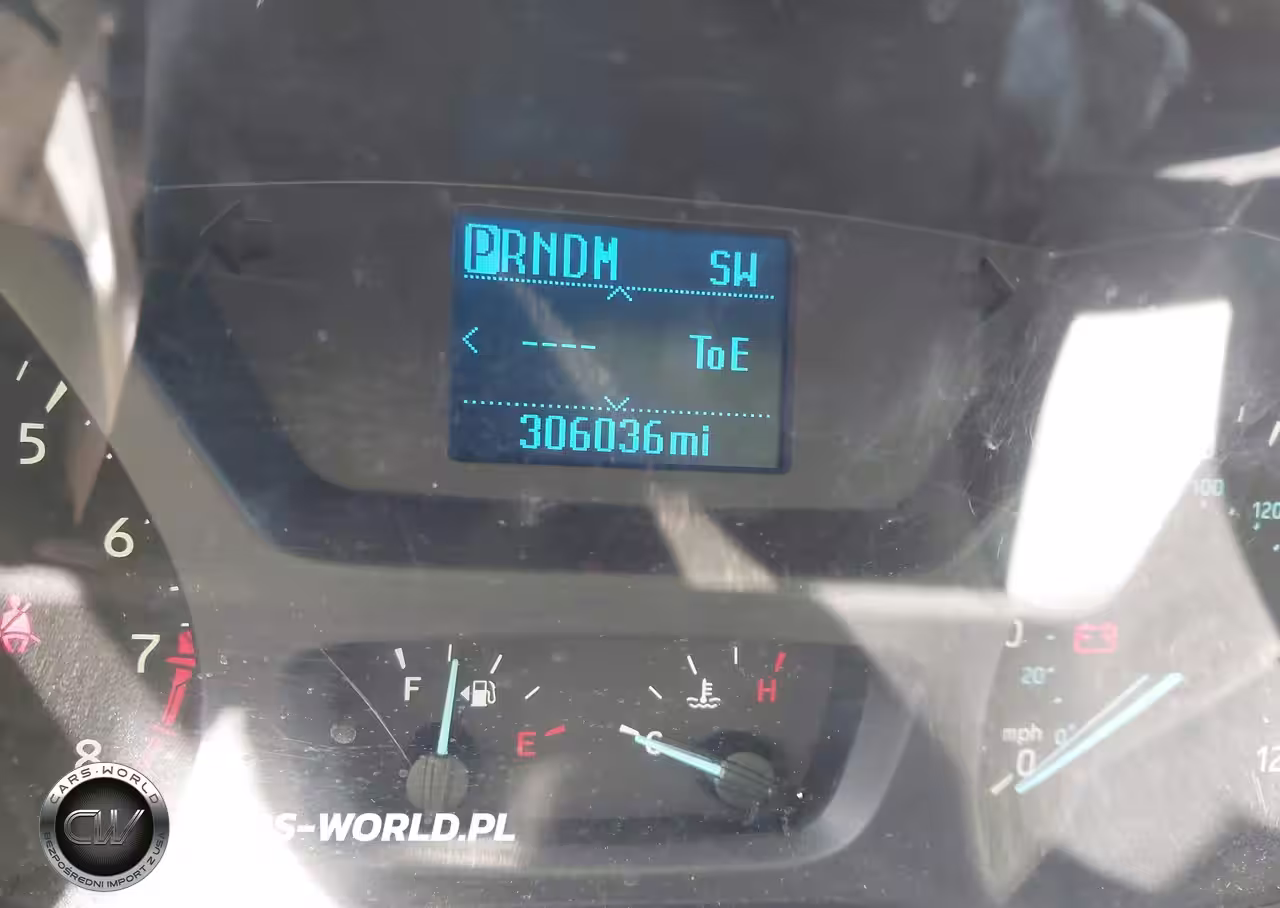 PRNDM SW
< ---- ToE
306036mi
5
6
7
8
F
E
H
C
100
120
20
mph
0
CARS-WORLD
CW
BEZPOŚREDNI IMPORT Z USA
S-WORLD.PL